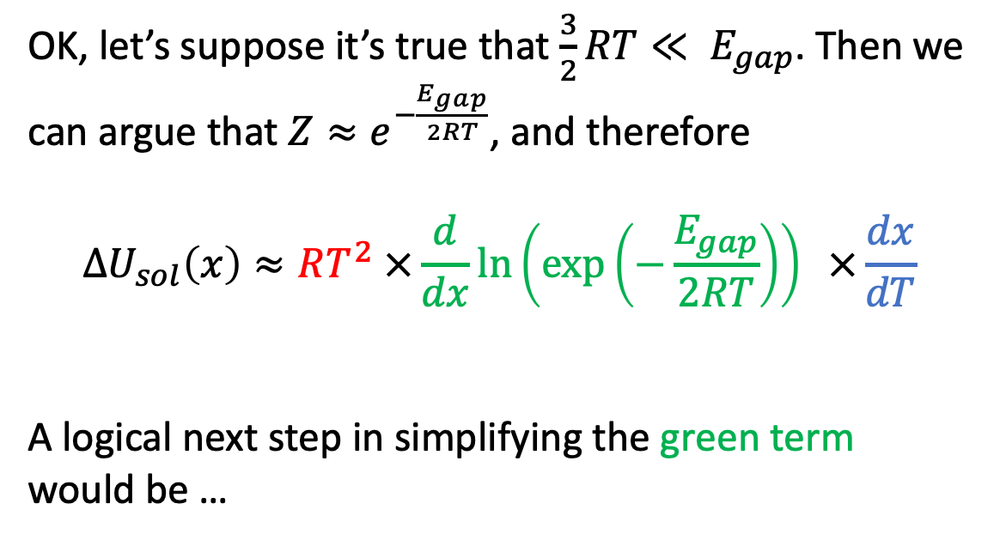 OK, let’s suppose it’s true that $\frac{3}{2}RT \ll E_{gap}$. Then we
can argue that $Z \approx e^{-\frac{E_{gap}}{2RT}}$, and therefore
$\Delta U_{sol}(x) \approx RT^2 \times \frac{d}{dx}\ln\left(\exp\left(-\frac{E_{gap}}{2RT}\right)\right) \times \frac{dx}{dT}$
A logical next step in simplifying the green term
would be ...